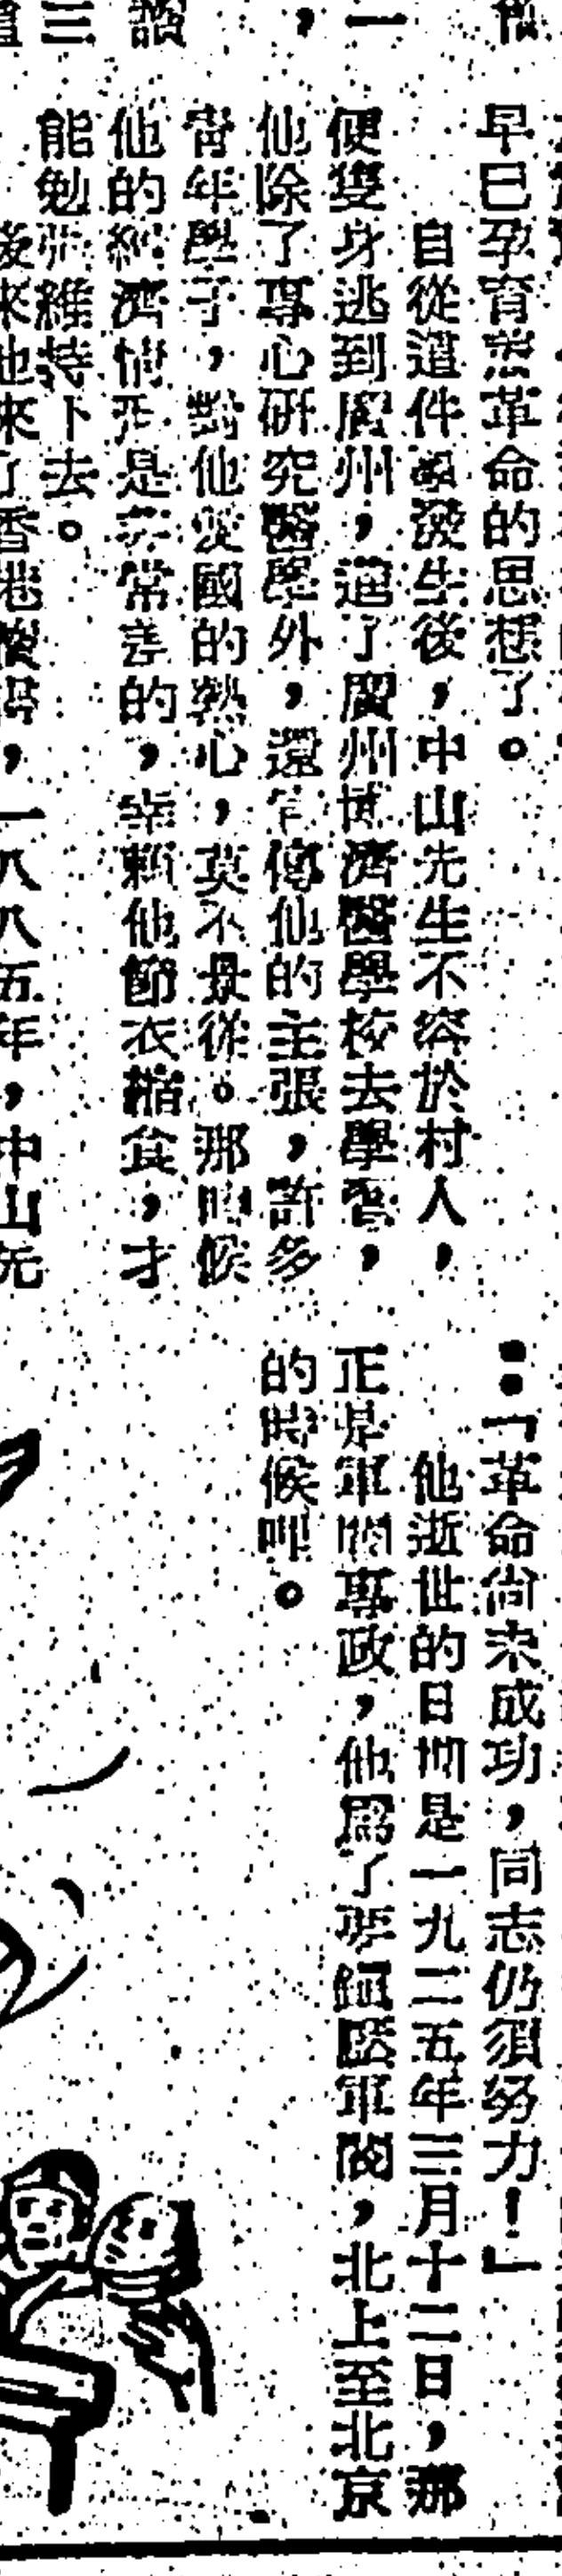 早已孕育着革命的思想了。
自從這件事發生後，中山先生不容於村人，
便隻身逃到廣州，進了廣州博濟醫學校去學習，
他除了專心研究醫學外，還宣傳他的主張，許多
青年學子，對他愛國的熱心，莫不景從。那時候
他的經濟情形是非常壞的，幸賴他節衣縮食，才
能勉強維持下去。
後來他來了香港
一八八五年，中山先
：「革命尚未成功，同志仍須努力！」
他逝世的日期是一九二五年三月十二日，那
正是軍閥專政，他爲了要
軍閥，北上至北京
的時候呢。